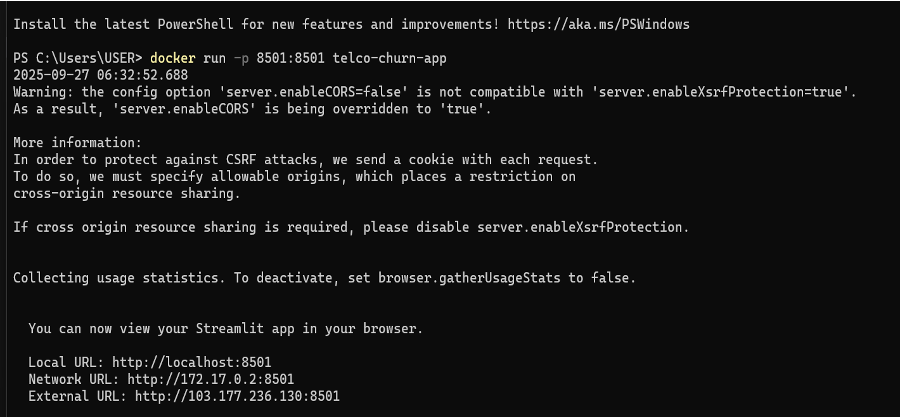 Install the latest PowerShell for new features and improvements! https://aka.ms/PSWindows
PS C:\Users\USER> docker run -p 8501:8501 telco-churn-app
2025-09-27 06:32:52.688
Warning: the config option 'server.enableCORS=false' is not compatible with 'server.enableXsrfProtection=true'.
As a result, 'server.enableCORS' is being overridden to 'true'.
More information:
In order to protect against CSRF attacks, we send a cookie with each request.
To do so, we must specify allowable origins, which places a restriction on
cross-origin resource sharing.
If cross origin resource sharing is required, please disable server.enableXsrfProtection.
Collecting usage statistics. To deactivate, set browser.gatherUsageStats to false.
You can now view your Streamlit app in your browser.
Local URL: http://localhost:8501
Network URL: http://172.17.0.2:8501
External URL: http://103.177.236.130:8501